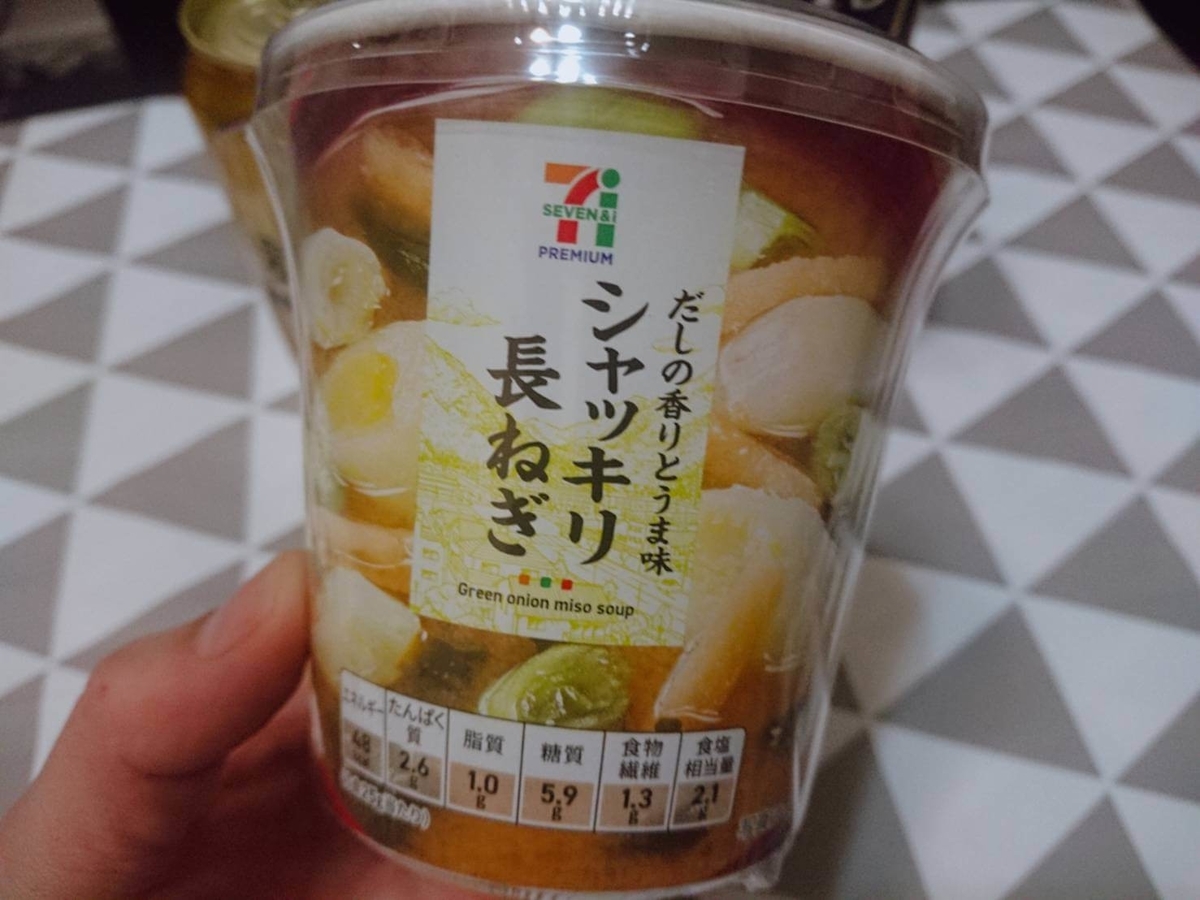 SEVEN&i
PREMIUM
だしの香りとうま味
シャッキリ
長ねぎ
Green onion miso soup
エネルギー
48
たんぱく
質
2.6
g
脂質
1.0
g
糖質
5.9
g
食物
繊維
1.3
g
食塩
相当量
2.1
g